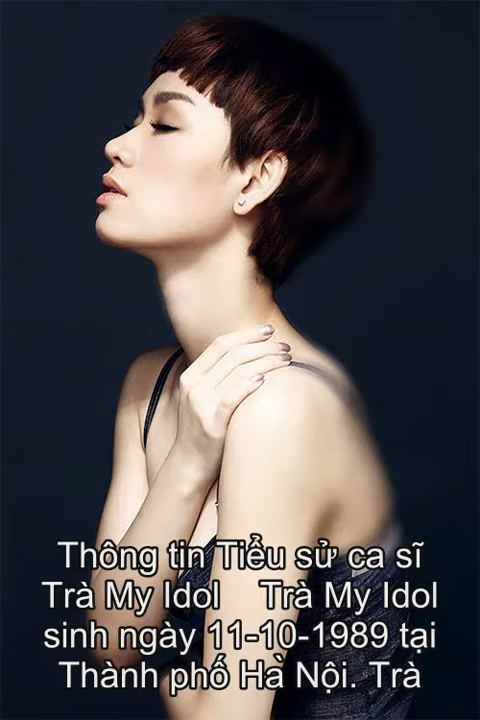 Thông tin Tiểu sử ca sĩ
Trà My Idol    Trà My Idol
sinh ngày 11-10-1989 tại
Thành phố Hà Nội. Trà